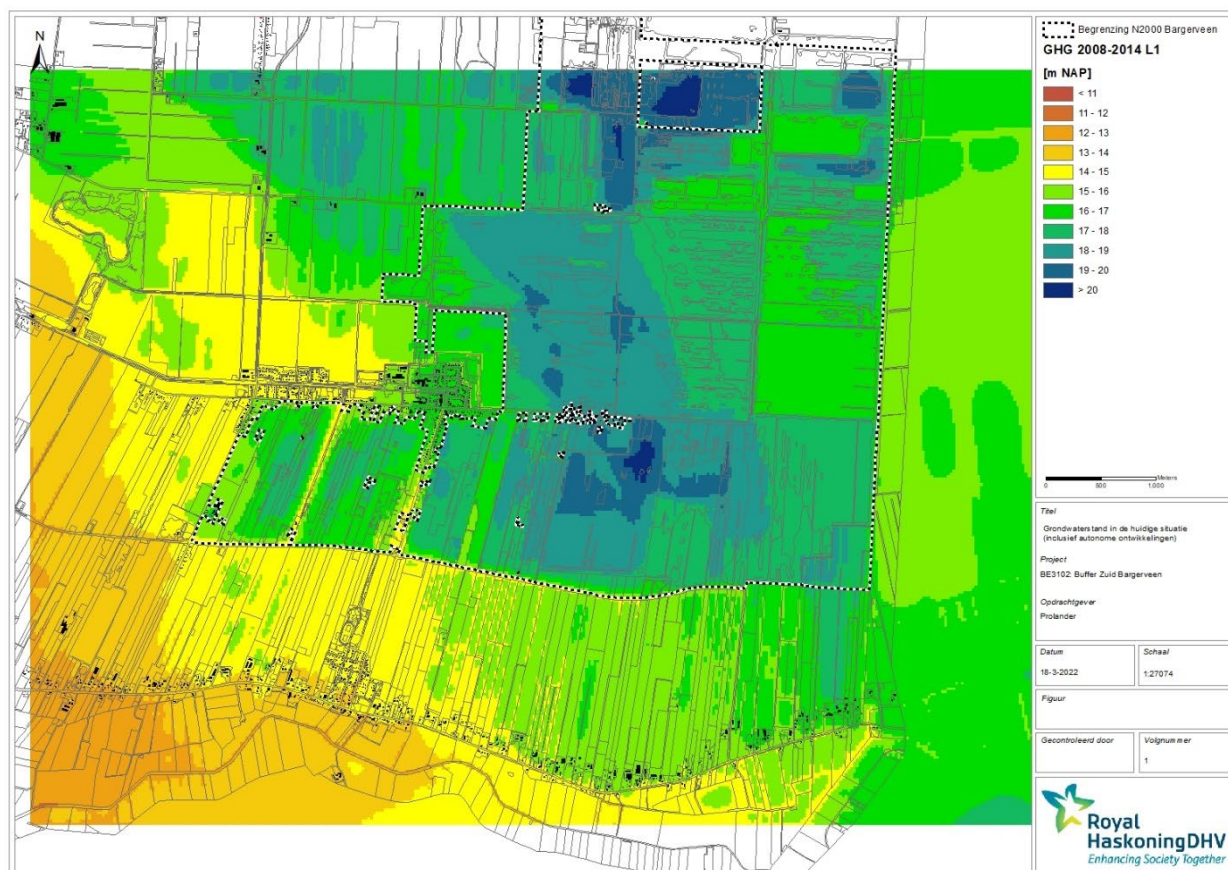 N
Begrenzing N2000 Bargerveen
GHG 2008-2014 L1
[m NAP]
< 11
11 - 12
12 - 13
13 - 14
14 - 15
15 - 16
16 - 17
17 - 18
18 - 19
19 - 20
> 20
Meters
0 500 1.000
Titel
Grondwaterstand in de huidige situatie
(inclusief autonome ontwikkelingen)
Project
BE3102: Buffer Zuid Bargerveen
Opdrachtgever
Prolander
Datum
18-3-2022
Schaal
1:27074
Figuur
Gecontroleerd door
Volgnummer
1
Royal
HaskoningDHV
Enhancing Society Together